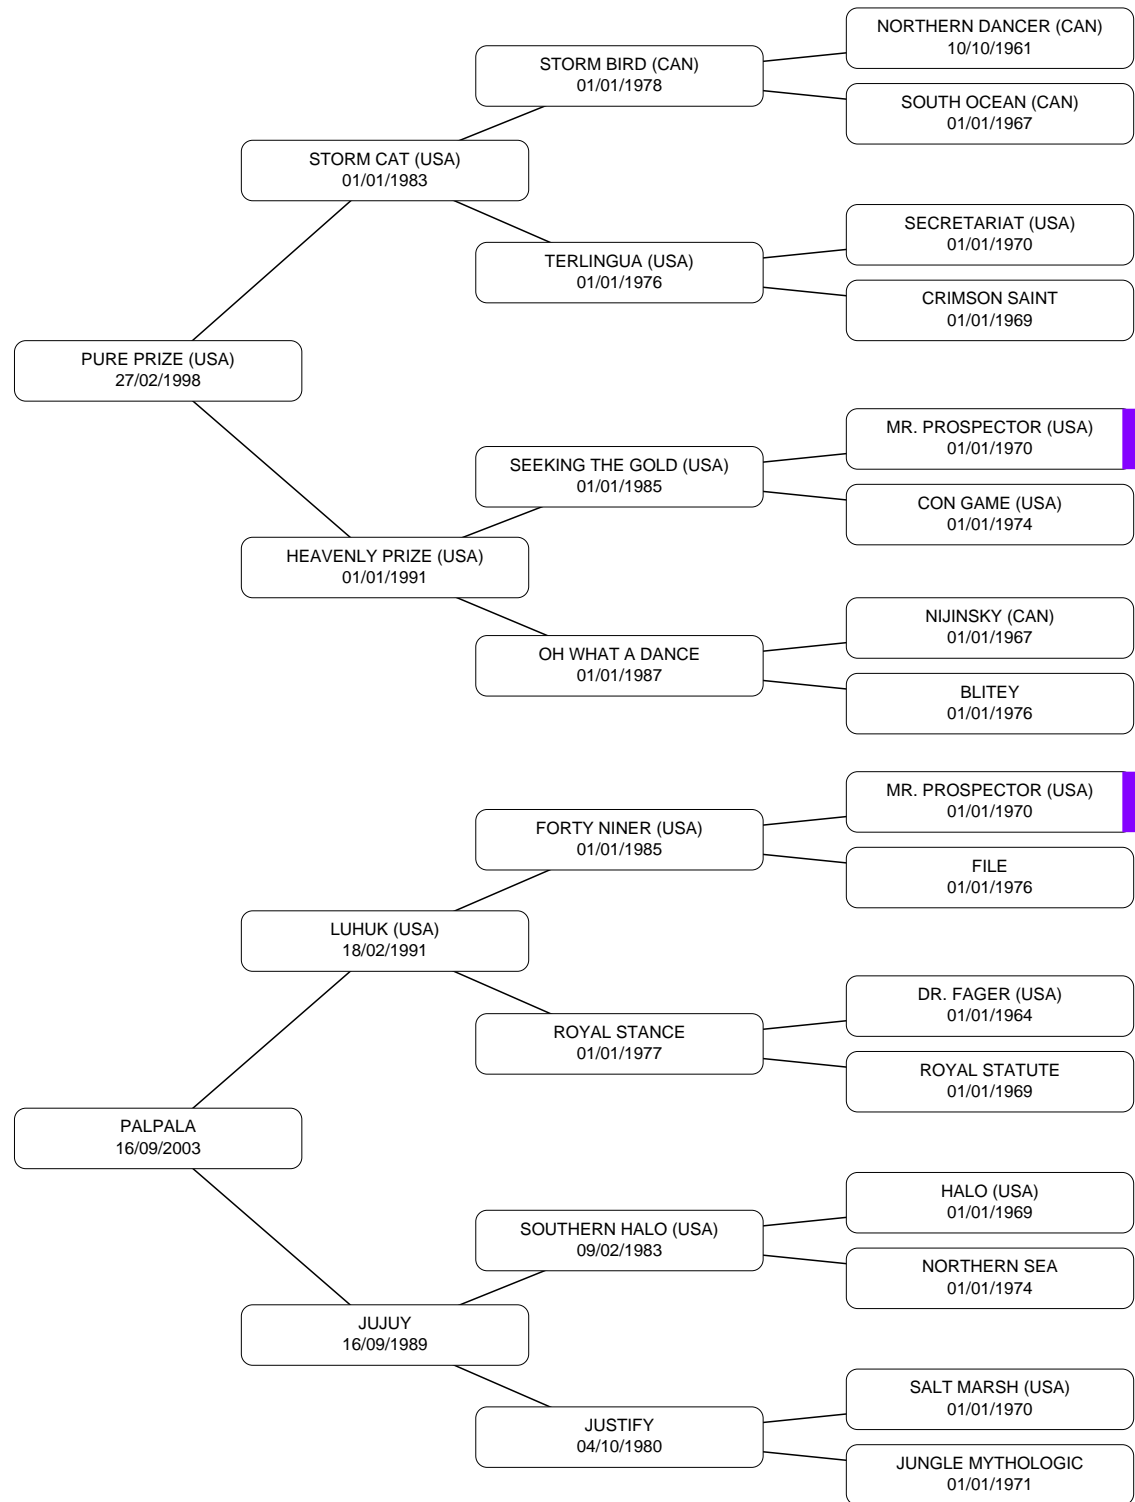 NORTHERN DANCER (CAN)
10/10/1961
STORM BIRD (CAN)
01/01/1978
SOUTH OCEAN (CAN)
01/01/1967
STORM CAT (USA)
01/01/1983
SECRETARIAT (USA)
01/01/1970
TERLINGUA (USA)
01/01/1976
CRIMSON SAINT
01/01/1969
PURE PRIZE (USA)
27/02/1998
MR. PROSPECTOR (USA)
01/01/1970
SEEKING THE GOLD (USA)
01/01/1985
CON GAME (USA)
01/01/1974
HEAVENLY PRIZE (USA)
01/01/1991
NIJINSKY (CAN)
01/01/1967
OH WHAT A DANCE
01/01/1987
BLITEY
01/01/1976
MR. PROSPECTOR (USA)
01/01/1970
FORTY NINER (USA)
01/01/1985
FILE
01/01/1976
LUHUK (USA)
18/02/1991
DR. FAGER (USA)
01/01/1964
ROYAL STANCE
01/01/1977
ROYAL STATUTE
01/01/1969
PALPALA
16/09/2003
HALO (USA)
01/01/1969
SOUTHERN HALO (USA)
09/02/1983
NORTHERN SEA
01/01/1974
JUJUY
16/09/1989
SALT MARSH (USA)
01/01/1970
JUSTIFY
04/10/1980
JUNGLE MYTHOLOGIC
01/01/1971